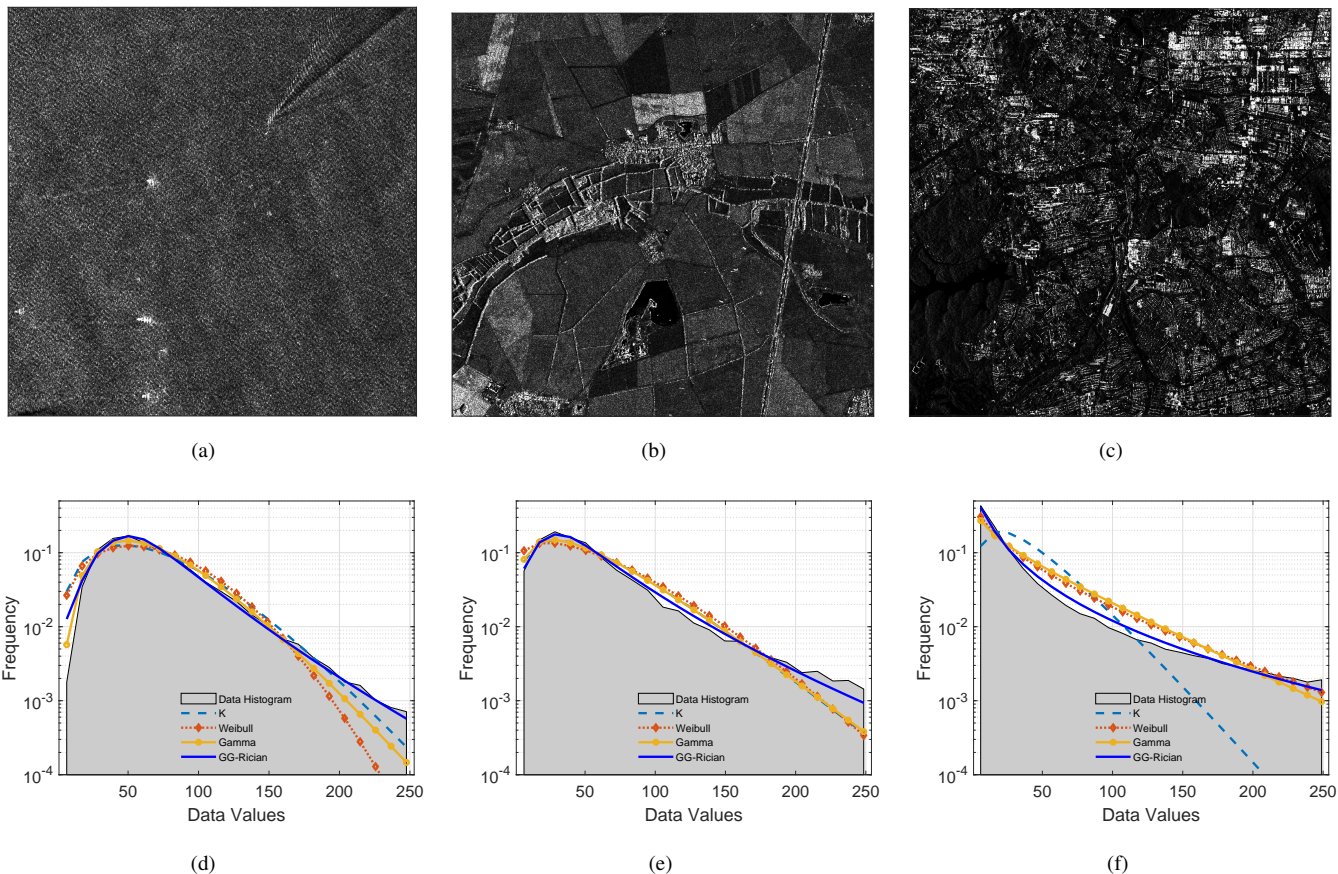 (a)
(b)
(c)
Frequency
10^-1
10^-2
10^-3
10^-4
Data Histogram
K
Weibull
Gamma
GG-Rician
50
100
150
200
250
Data Values
(d)
Frequency
10^-1
10^-2
10^-3
10^-4
Data Histogram
K
Weibull
Gamma
GG-Rician
50
100
150
200
250
Data Values
(e)
Frequency
10^-1
10^-2
10^-3
10^-4
Data Histogram
K
Weibull
Gamma
GG-Rician
50
100
150
200
250
Data Values
(f)